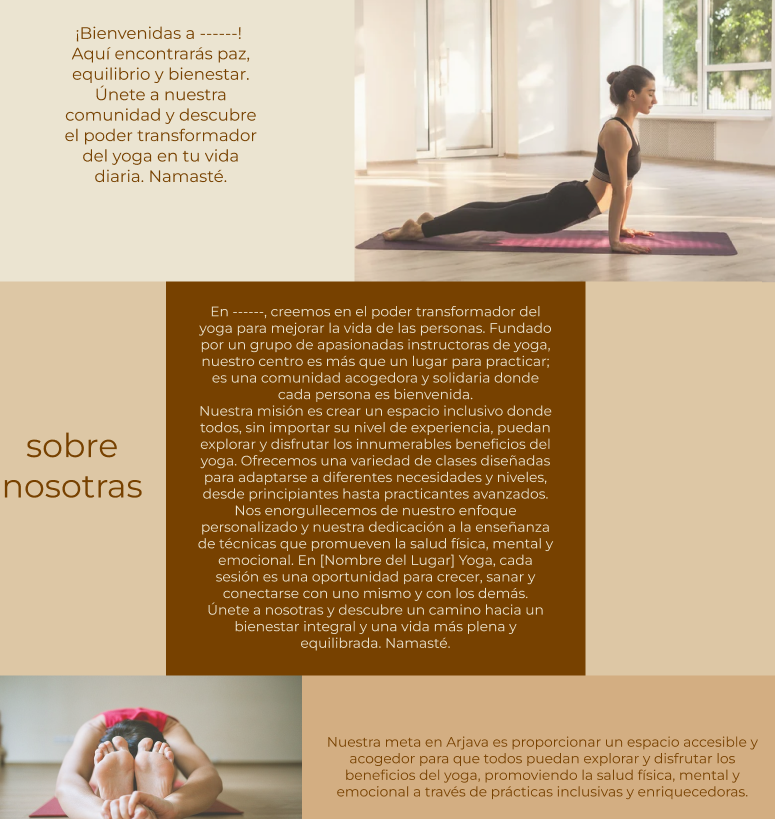 ¡Bienvenidas a ------!
Aquí encontrarás paz,
equilibrio y bienestar.
Únete a nuestra
comunidad y descubre
el poder transformador
del yoga en tu vida
diaria. Namasté.
sobre
nosotras
En ------, creemos en el poder transformador del
yoga para mejorar la vida de las personas. Fundado
por un grupo de apasionadas instructoras de yoga,
nuestro centro es más que un lugar para practicar;
es una comunidad acogedora y solidaria donde
cada persona es bienvenida.
Nuestra misión es crear un espacio inclusivo donde
todos, sin importar su nivel de experiencia, puedan
explorar y disfrutar los innumerables beneficios del
yoga. Ofrecemos una variedad de clases diseñadas
para adaptarse a diferentes necesidades y niveles,
desde principiantes hasta practicantes avanzados.
Nos enorgullecemos de nuestro enfoque
personalizado y nuestra dedicación a la enseñanza
de técnicas que promueven la salud física, mental y
emocional. En [Nombre del Lugar] Yoga, cada
sesión es una oportunidad para crecer, sanar y
conectarse con uno mismo y con los demás.
Únete a nosotras y descubre un camino hacia un
bienestar integral y una vida más plena y
equilibrada. Namasté.
Nuestra meta en Arjava es proporcionar un espacio accesible y
acogedor para que todos puedan explorar y disfrutar los
beneficios del yoga, promoviendo la salud física, mental y
emocional a través de prácticas inclusivas y enriquecedoras.